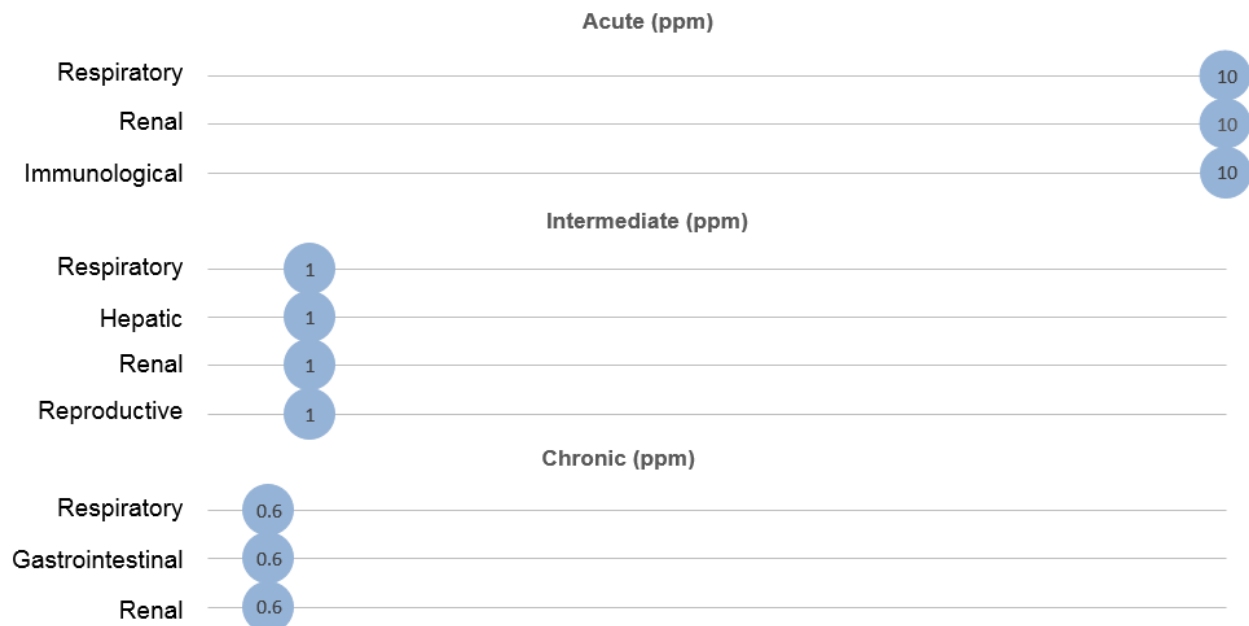 Acute (ppm)
Respiratory 10
Renal 10
Immunological 10
Intermediate (ppm)
Respiratory 1
Hepatic 1
Renal 1
Reproductive 1
Chronic (ppm)
Respiratory 0.6
Gastrointestinal 0.6
Renal 0.6